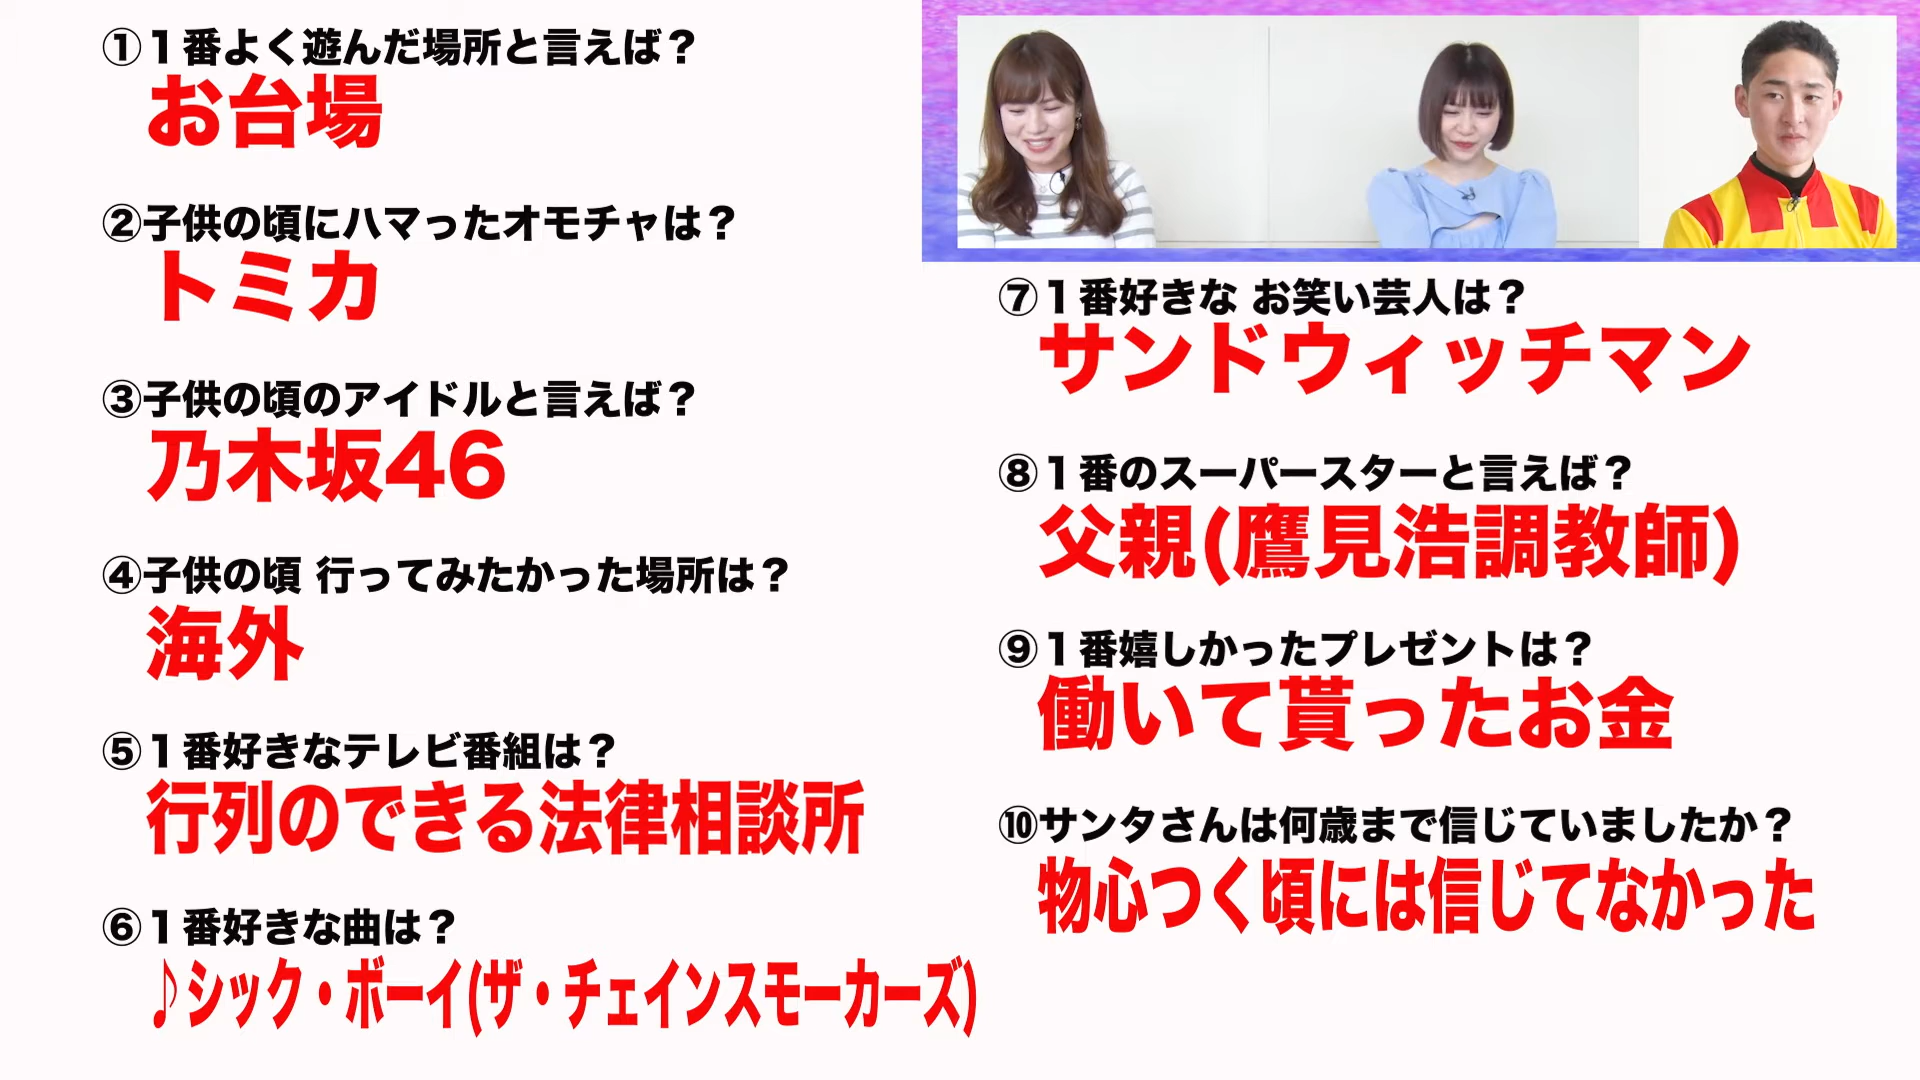 ①１番よく遊んだ場所と言えば？
お台場
②子供の頃にハマったオモチャは？
トミカ
③子供の頃のアイドルと言えば？
乃木坂46
④子供の頃 行ってみたかった場所は？
海外
⑤１番好きなテレビ番組は？
行列のできる法律相談所
⑥１番好きな曲は？
♪シック・ボーイ(ザ・チェインスモーカーズ)
⑦１番好きな お笑い芸人は？
サンドウィッチマン
⑧１番のスーパースターと言えば？
父親(鷹見浩調教師)
⑨１番嬉しかったプレゼントは？
働いて貰ったお金
⑩サンタさんは何歳まで信じていましたか？
物心つく頃には信じてなかった